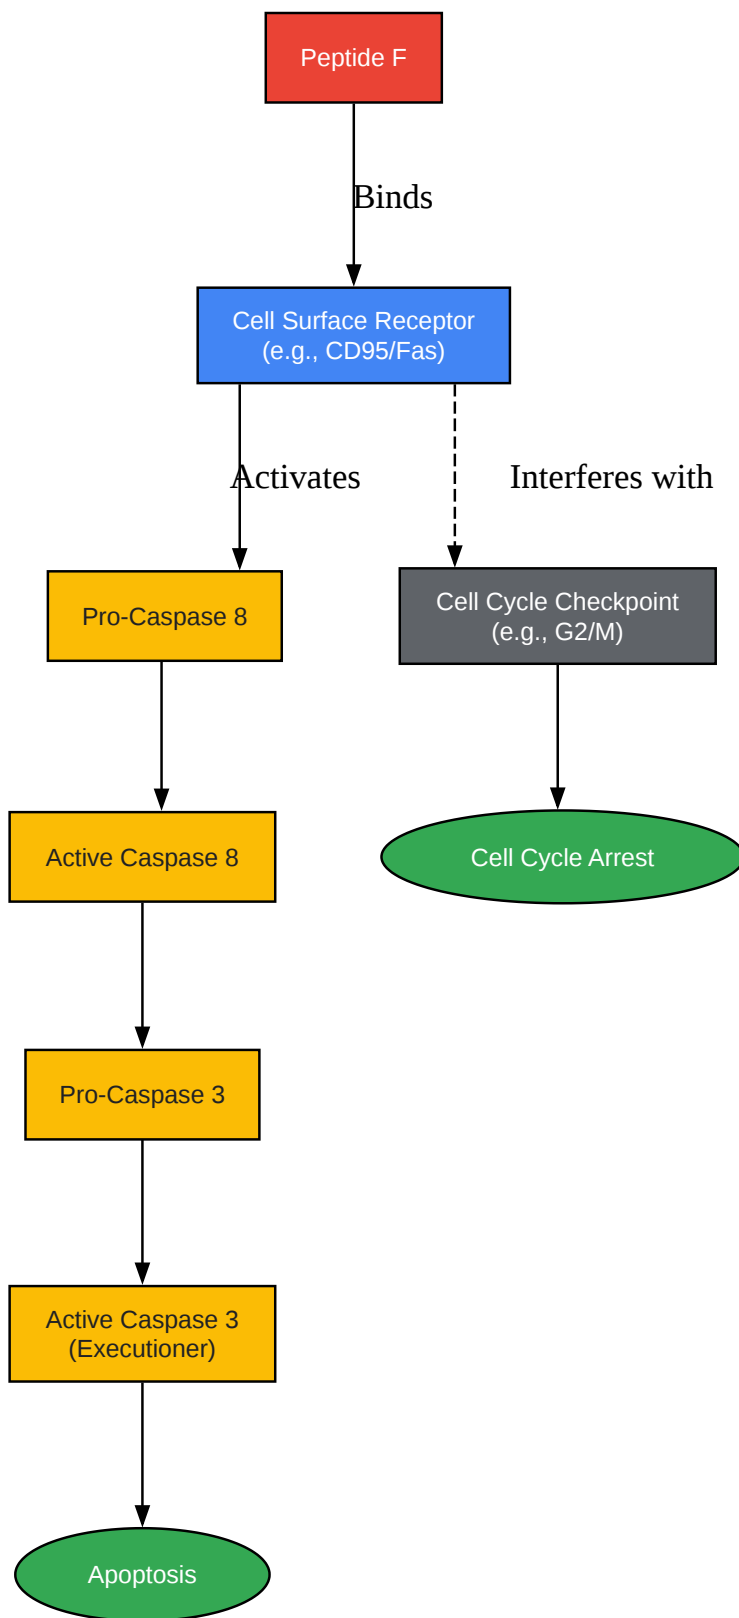 Peptide F
Binds
Cell Surface Receptor
(e.g., CD95/Fas)
Activates
Interferes with
Pro-Caspase 8
Cell Cycle Checkpoint
(e.g., G2/M)
Active Caspase 8
Cell Cycle Arrest
Pro-Caspase 3
Active Caspase 3
(Executioner)
Apoptosis